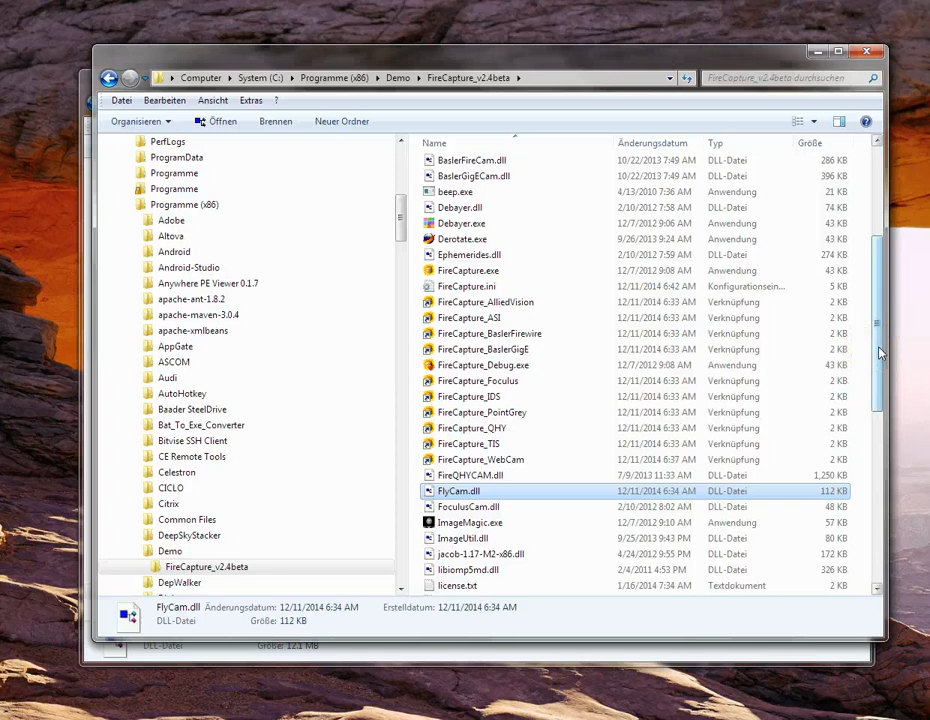 Computer ▸ System (C:) ▸ Programme (x86) ▸ Demo ▸ FireCapture_v2.4beta ▸
FireCapture_v2.4beta durchsuchen
Datei Bearbeiten Ansicht Extras ?
Organisieren Öffnen Brennen Neuer Ordner
PerfLogs
ProgramData
Programme
Programme
Programme (x86)
Adobe
Altova
Android
Android-Studio
Anywhere PE Viewer 0.1.7
apache-ant-1.8.2
apache-maven-3.0.4
apache-xmlbeans
AppGate
ASCOM
Audi
AutoHotkey
Baader SteelDrive
Bat_To_Exe_Converter
Bitvise SSH Client
CE Remote Tools
Celestron
CICLO
Citrix
Common Files
DeepSkyStacker
Demo
FireCapture_v2.4beta
DepWalker
Name Änderungsdatum Typ Größe
BaslerFireCam.dll 10/22/2013 7:49 AM DLL-Datei 286 KB
BaslerGigECam.dll 10/22/2013 7:49 AM DLL-Datei 396 KB
beep.exe 4/13/2010 7:36 AM Anwendung 21 KB
Debayer.dll 2/10/2012 7:58 AM DLL-Datei 74 KB
Debayer.exe 12/7/2012 9:06 AM Anwendung 43 KB
Derotate.exe 9/26/2013 9:24 AM Anwendung 43 KB
Ephemerides.dll 2/10/2012 7:59 AM DLL-Datei 274 KB
FireCapture.exe 12/7/2012 9:08 AM Anwendung 43 KB
FireCapture.ini 12/11/2014 6:42 AM Konfigurationsein... 5 KB
FireCapture_AlliedVision 12/11/2014 6:33 AM Verknüpfung 2 KB
FireCapture_ASI 12/11/2014 6:33 AM Verknüpfung 2 KB
FireCapture_BaslerFirewire 12/11/2014 6:33 AM Verknüpfung 2 KB
FireCapture_BaslerGigE 12/11/2014 6:33 AM Verknüpfung 2 KB
FireCapture_Debug.exe 12/7/2012 9:08 AM Anwendung 43 KB
FireCapture_Foculus 12/11/2014 6:33 AM Verknüpfung 2 KB
FireCapture_IDS 12/11/2014 6:33 AM Verknüpfung 2 KB
FireCapture_PointGrey 12/11/2014 6:33 AM Verknüpfung 2 KB
FireCapture_QHY 12/11/2014 6:33 AM Verknüpfung 2 KB
FireCapture_TIS 12/11/2014 6:33 AM Verknüpfung 2 KB
FireCapture_WebCam 12/11/2014 6:37 AM Verknüpfung 2 KB
FireQHYCAM.dll 7/9/2013 11:33 AM DLL-Datei 1,250 KB
FlyCam.dll 12/11/2014 6:34 AM DLL-Datei 112 KB
FoculusCam.dll 2/10/2012 8:02 AM DLL-Datei 48 KB
ImageMagic.exe 12/7/2012 9:10 AM Anwendung 57 KB
ImageUtil.dll 9/25/2013 9:43 PM DLL-Datei 80 KB
jacob-1.17-M2-x86.dll 4/24/2012 9:55 PM DLL-Datei 172 KB
libiomp5md.dll 2/4/2011 4:53 PM DLL-Datei 326 KB
license.txt 1/16/2014 7:34 AM Textdokument 2 KB
FlyCam.dll Änderungsdatum: 12/11/2014 6:34 AM Erstelldatum: 12/11/2014 6:34 AM
DLL-Datei Größe: 112 KB
DLL-Datei Größe: 12.1 MB